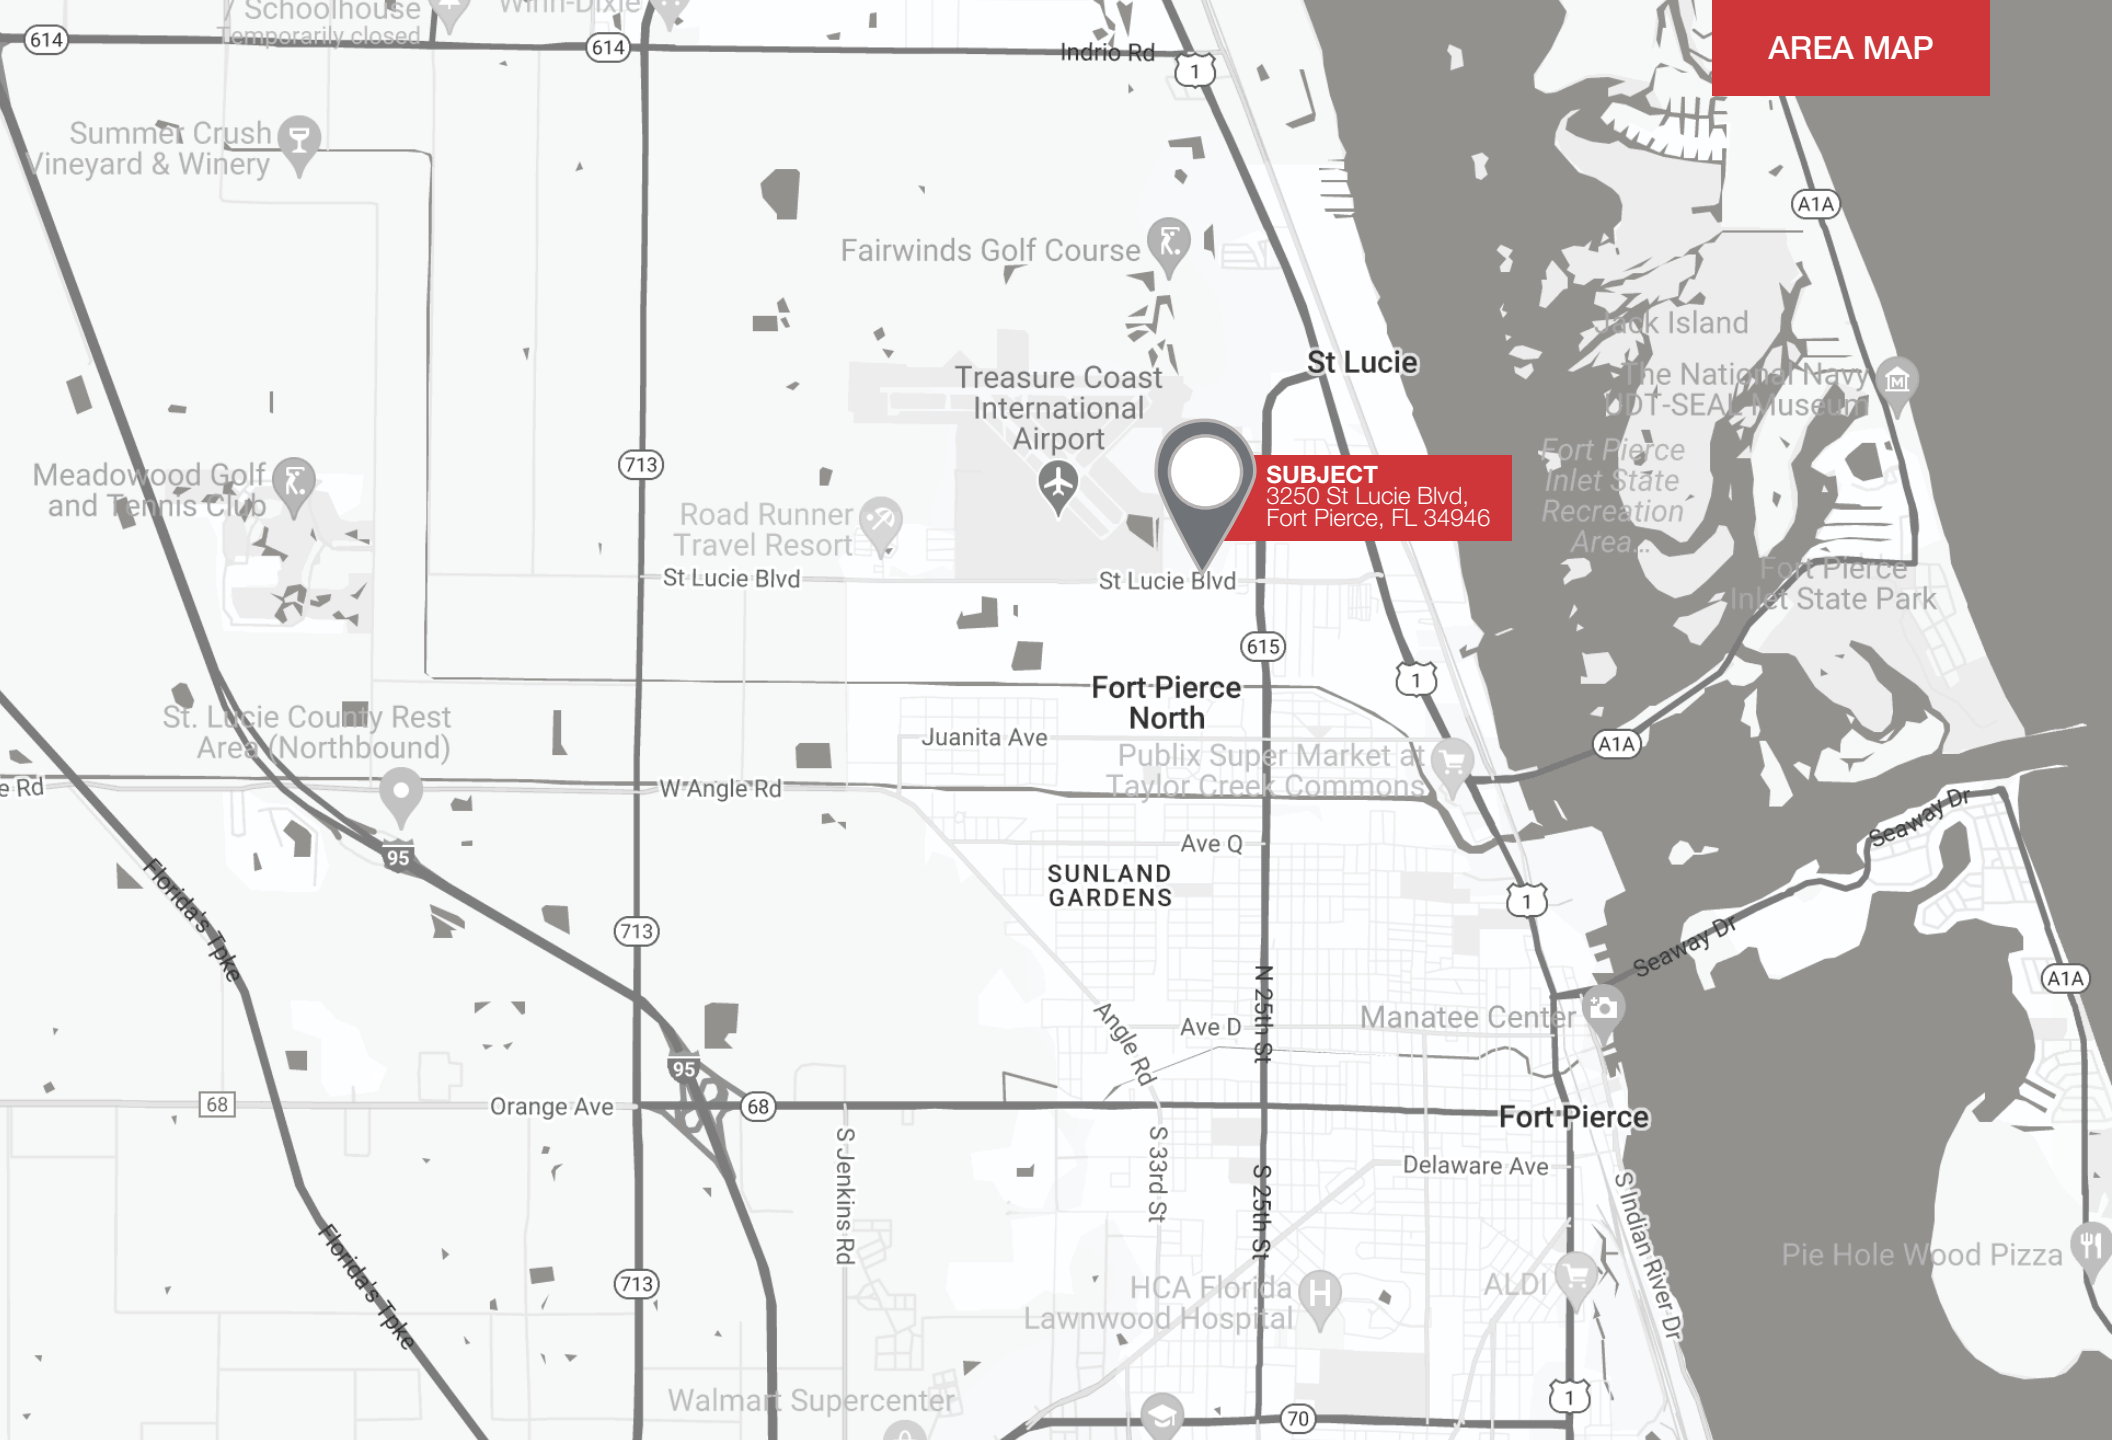 Schoolhouse
Temporarily closed
Winn-Dixie
AREA MAP
614
614
Indrio Rd
1
Summer Crush
Vineyard & Winery
A1A
Fairwinds Golf Course
Jack Island
St Lucie
The National Navy
UDT-SEAL Museum
Treasure Coast
International
Airport
713
Meadowood Golf
and Tennis Club
SUBJECT
3250 St Lucie Blvd,
Fort Pierce, FL 34946
Fort Pierce
Inlet State
Recreation
Area...
Road Runner
Travel Resort
St Lucie Blvd
St Lucie Blvd
Fort Pierce
Inlet State Park
615
1
Fort Pierce
North
St. Lucie County Rest
Area (Northbound)
Juanita Ave
A1A
Publix Super Market at
Taylor Creek Commons
e Rd
W Angle Rd
Seaway Dr
Ave Q
95
SUNLAND
GARDENS
1
Florida's Tpke
713
Seaway Dr
A1A
N 25th St
Manatee Center
Ave D
Angle Rd
95
68
Orange Ave
68
Fort Pierce
S Jenkins Rd
S 33rd St
S 25th St
Delaware Ave
S Indian River Dr
Florida's Tpke
Pie Hole Wood Pizza
713
HCA Florida
Lawnwood Hospital
ALDI
Walmart Supercenter
70
1